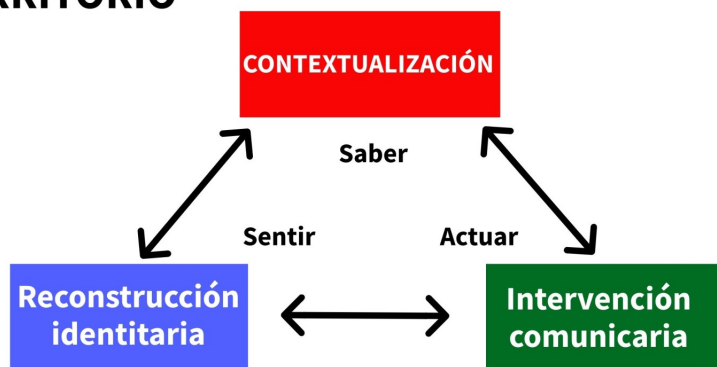 CONTEXTUALIZACIÓN
Saber
Sentir
Actuar
Reconstrucción
identitaria
Intervención
comunicaria